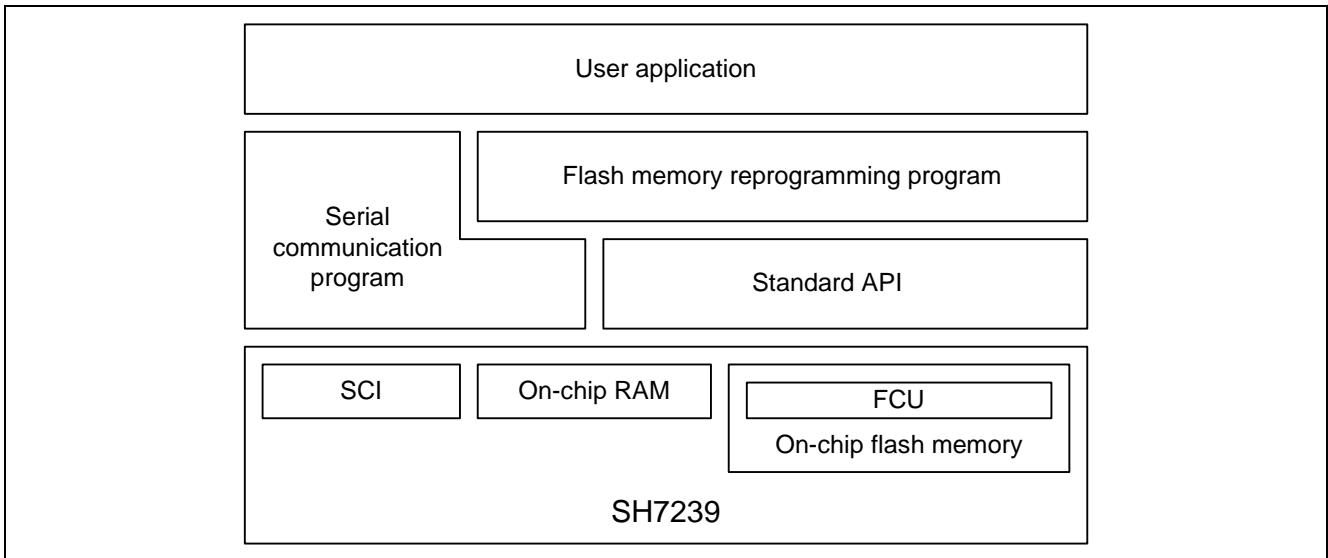 User application
Flash memory reprogramming program
Serial
communication
program
Standard API
SCI
On-chip RAM
FCU
On-chip flash memory
SH7239